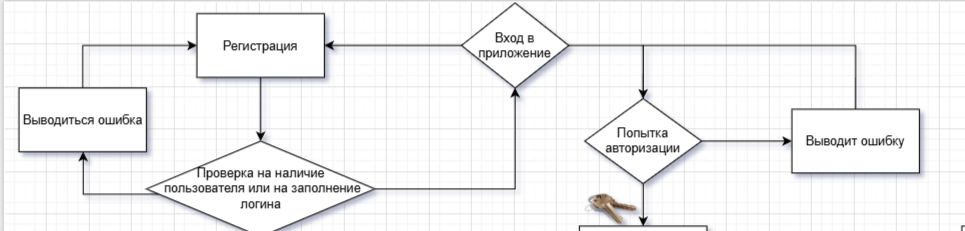 Регистрация
Вход в
приложение
Выводиться ошибка
Попытка
авторизации
Выводит ошибку
Проверка на наличие
пользователя или на заполнение
логина